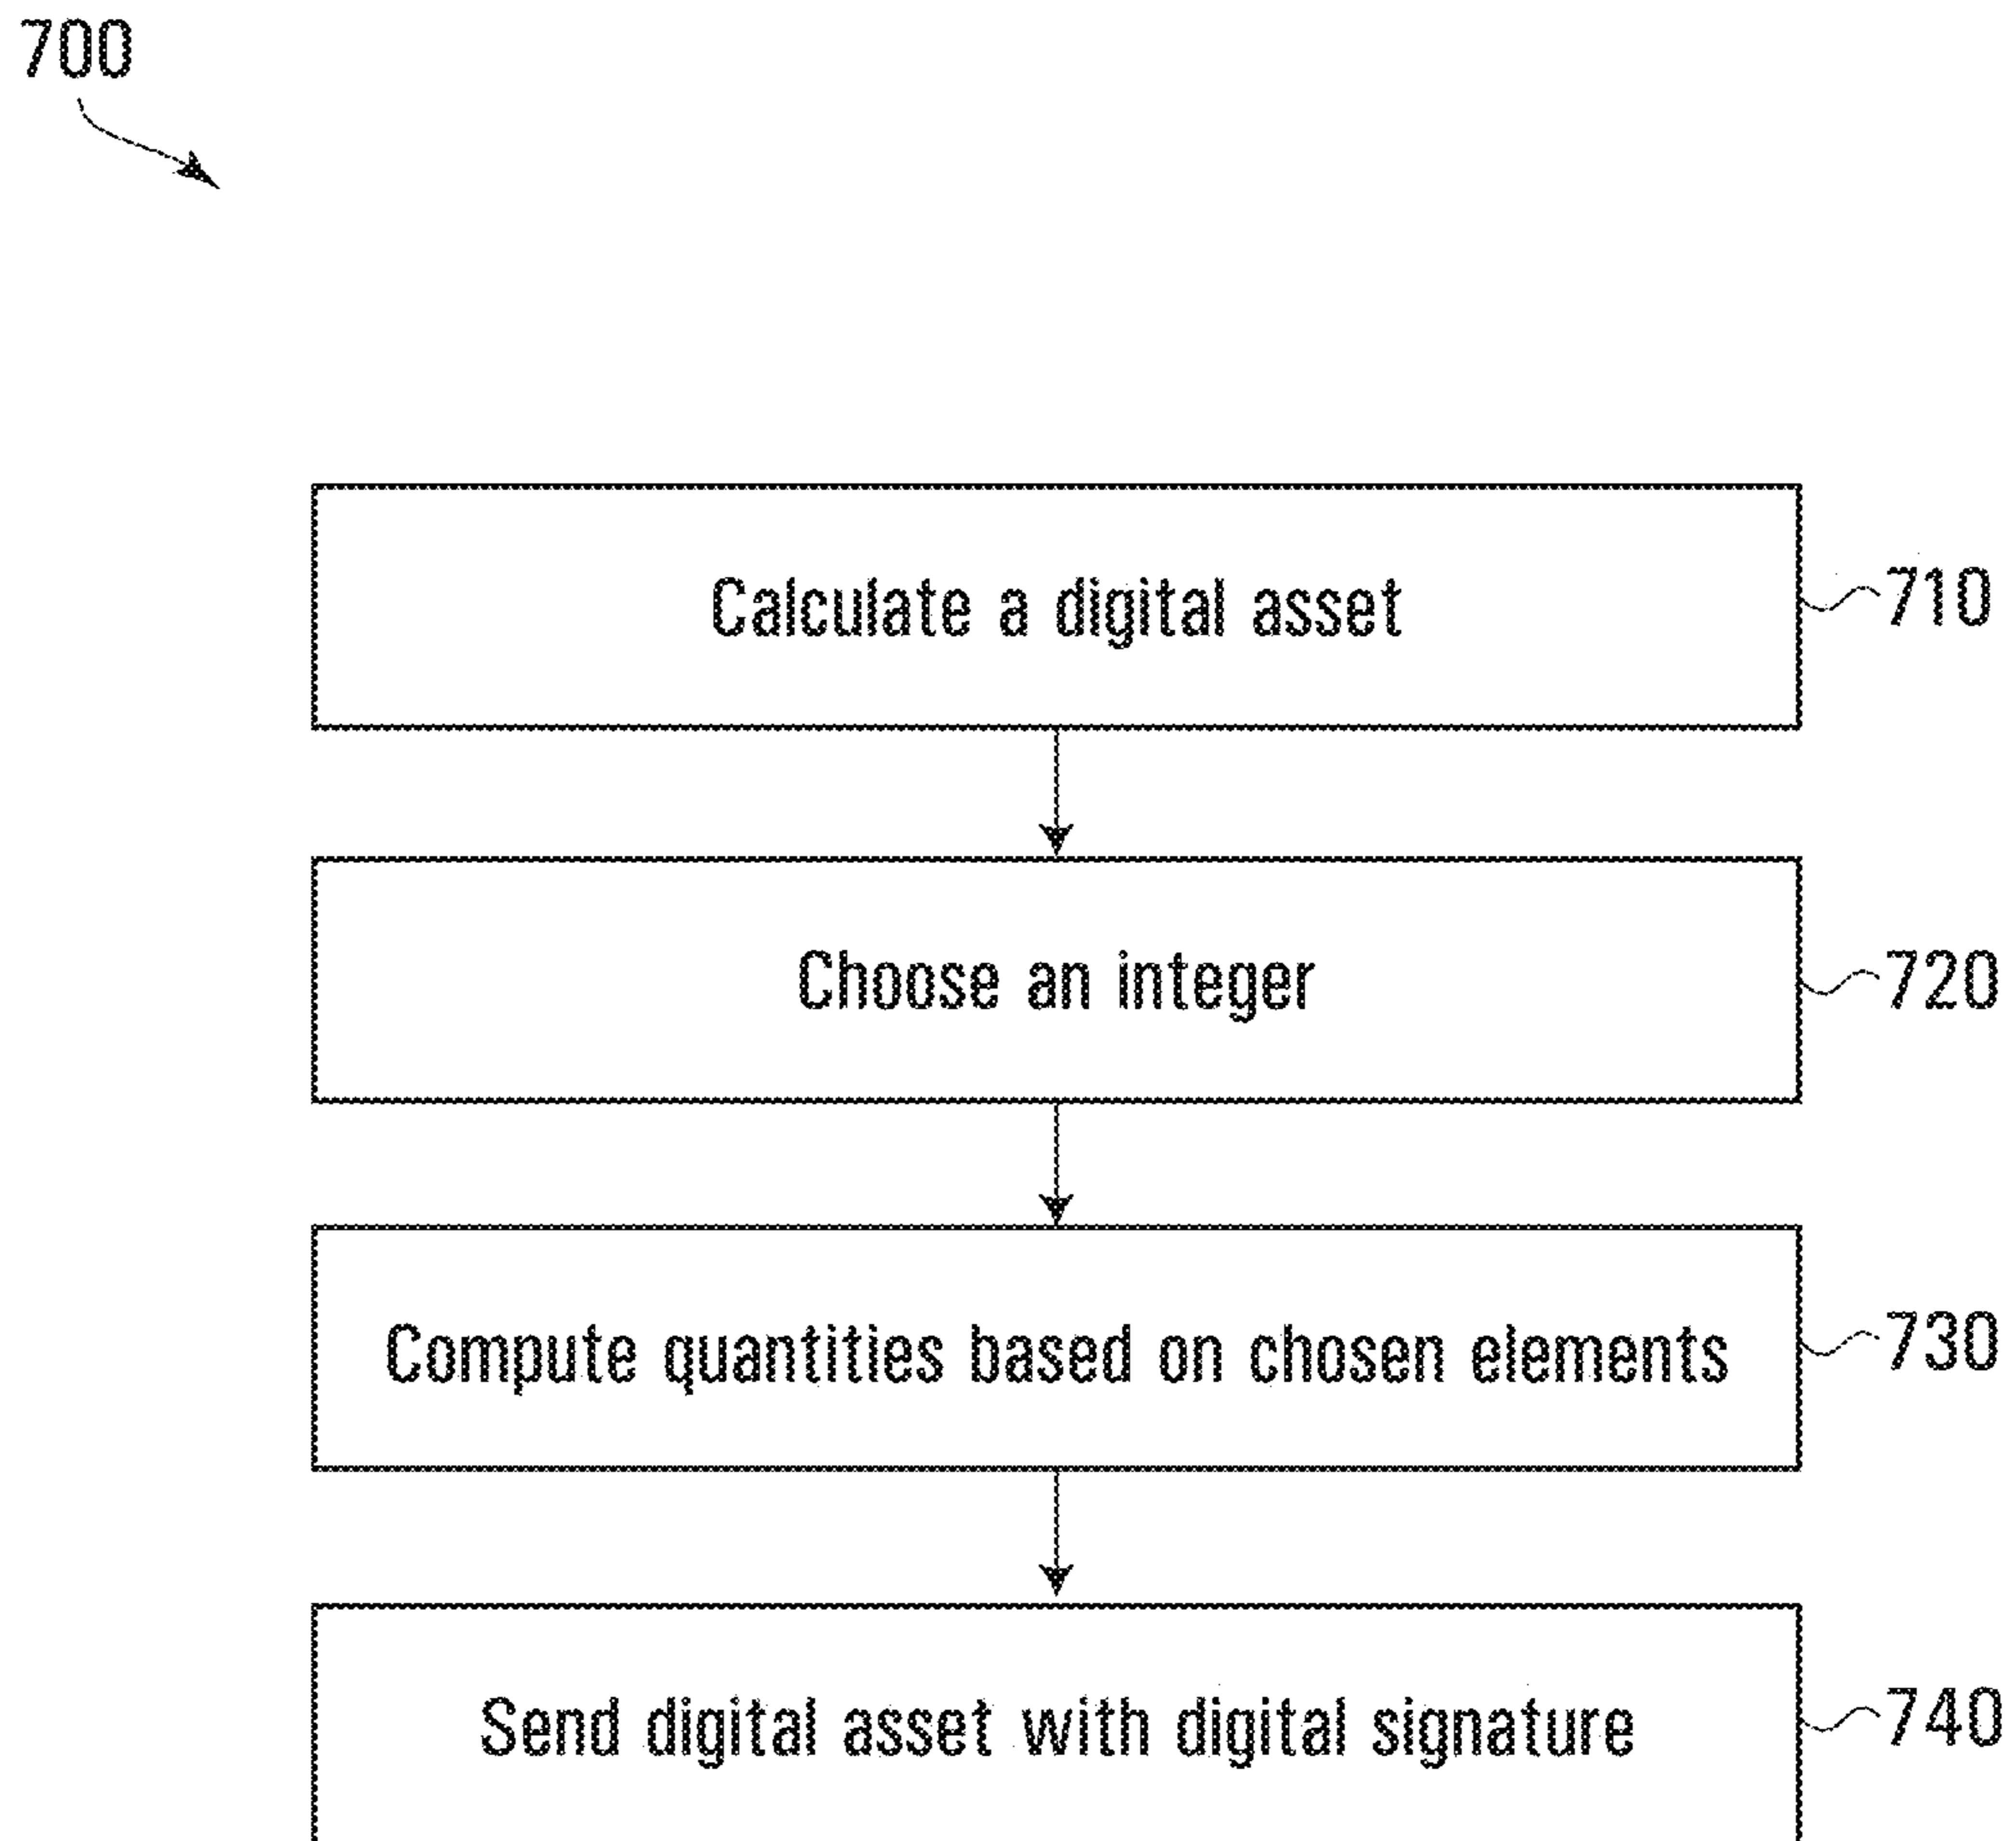 700
Calculate a digital asset
710
Choose an integer
720
Compute quantities based on chosen elements
730
Send digital asset with digital signature
740